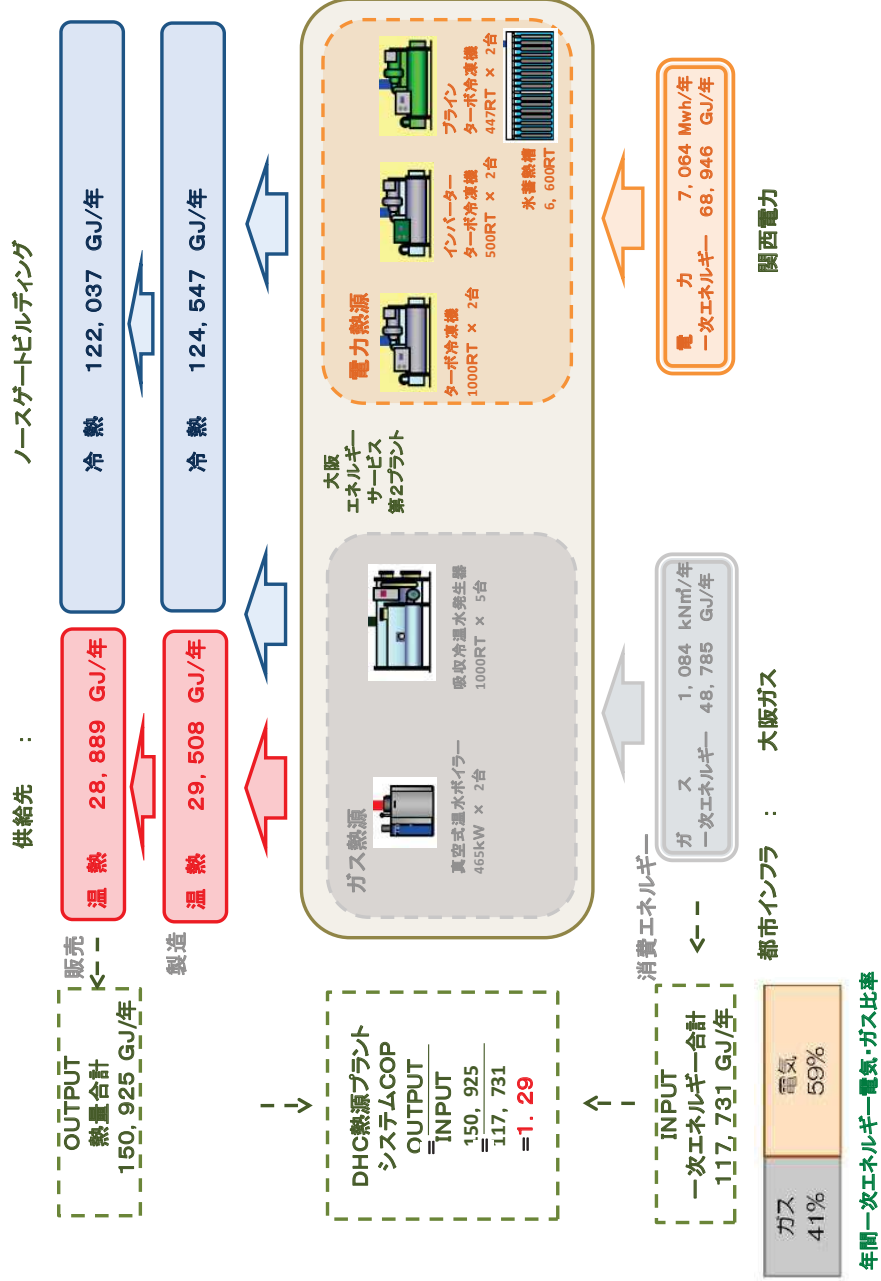 供給先 ： ノースゲートビルディング
OUTPUT
熱量合計
150, 925 GJ/年
販売
温 熱 28, 889 GJ/年
冷 熱 122, 037 GJ/年
製造
温 熱 29, 508 GJ/年
冷 熱 124, 547 GJ/年
DHC熱源プラント
システムCOP
=OUTPUT
INPUT
=150, 925
117, 731
=1. 29
ガス熱源
真空式温水ボイラー
465kW × 2台
吸収冷温水発生器
1000RT × 5台
大阪
エネルギー
サービス
第2プラント
電力熱源
ターボ冷凍機
1000RT × 2台
インバーター
ターボ冷凍機
500RT × 2台
ブライン
ターボ冷凍機
447RT × 2台
氷蓄熱槽
6, 600RT
消費エネルギー
INPUT
一次エネルギー合計
117, 731 GJ/年
ガ ス 1, 084 kN㎥/年
一次エネルギー 48, 785 GJ/年
電 力 7, 064 Mwh/年
一次エネルギー 68, 946 GJ/年
都市インフラ ： 大阪ガス 関西電力
ガス
41%
電気
59%
年間一次エネルギー電気・ガス比率